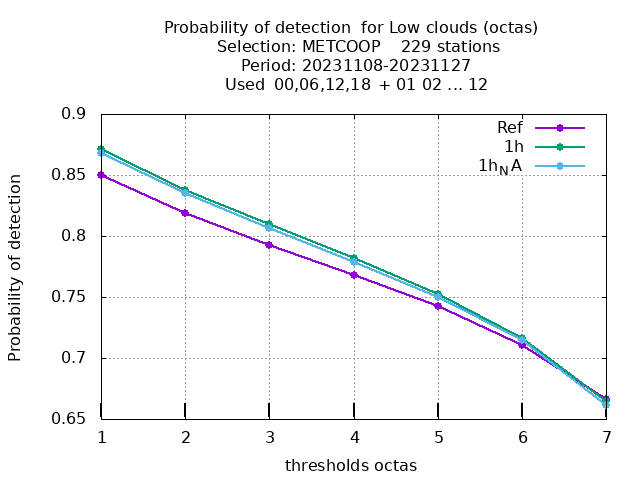 Probability of detection  for Low clouds (octas)
Selection: METCOOP    229 stations
Period: 20231108-20231127
Used  00,06,12,18 + 01 02 ... 12
Probability of detection
0.9
0.85
0.8
0.75
0.7
0.65
Ref
1h
1hNA
1 2 3 4 5 6 7
thresholds octas